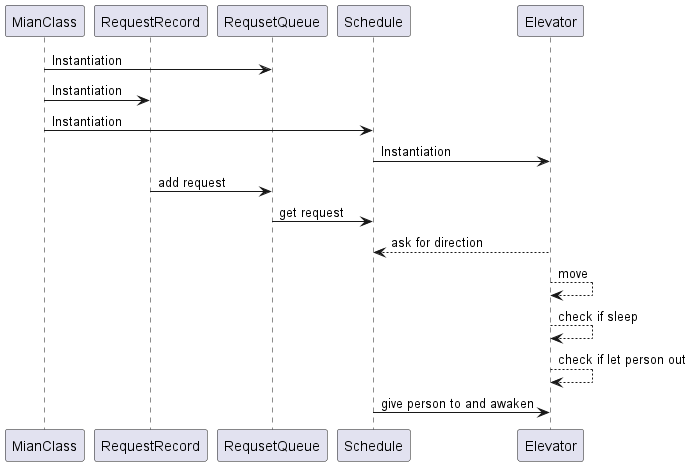 MianClass RequestRecord RequsetQueue Schedule Elevator
Instantiation
Instantiation
Instantiation
Instantiation
add request
get request
ask for direction
move
check if sleep
check if let person out
give person to and awaken
MianClass RequestRecord RequsetQueue Schedule Elevator